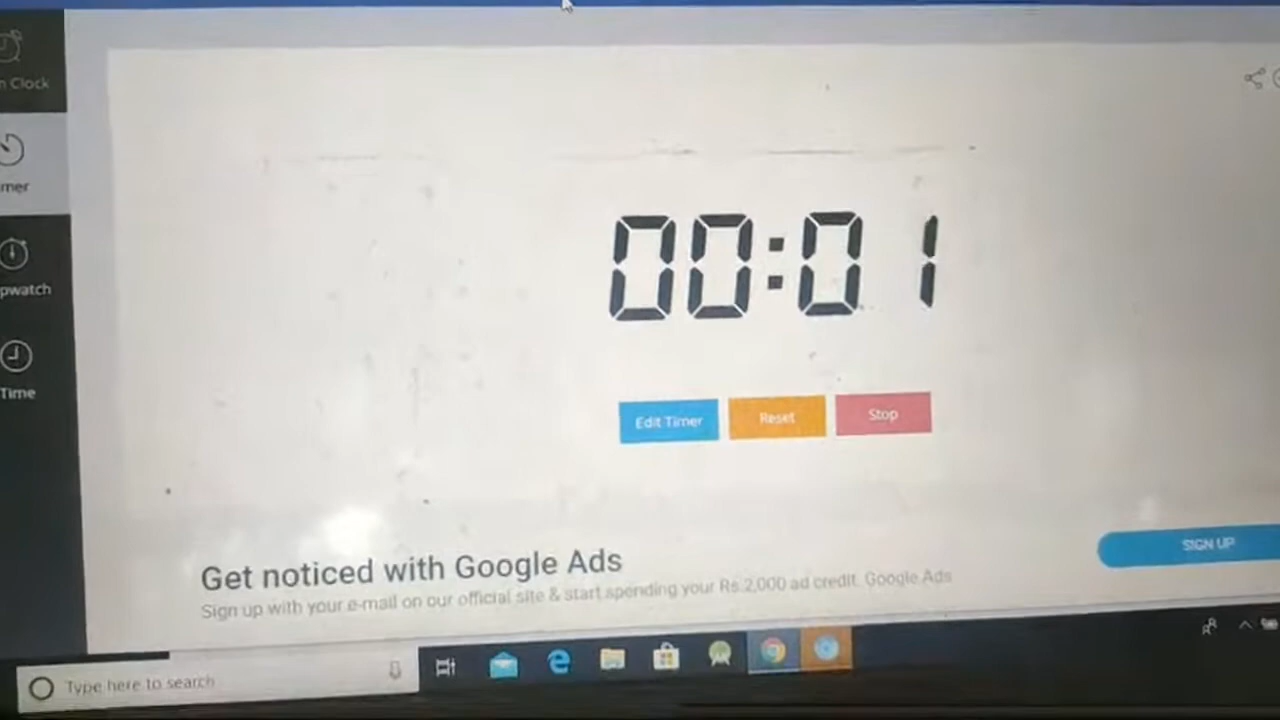 n Clock
mer
pwatch
Time
00:01
Edit Timer
Reset
Stop
Get noticed with Google Ads
Sign up with your e-mail on our official site & start spending your Rs.2,000 ad credit. Google Ads
SIGN UP
Type here to search